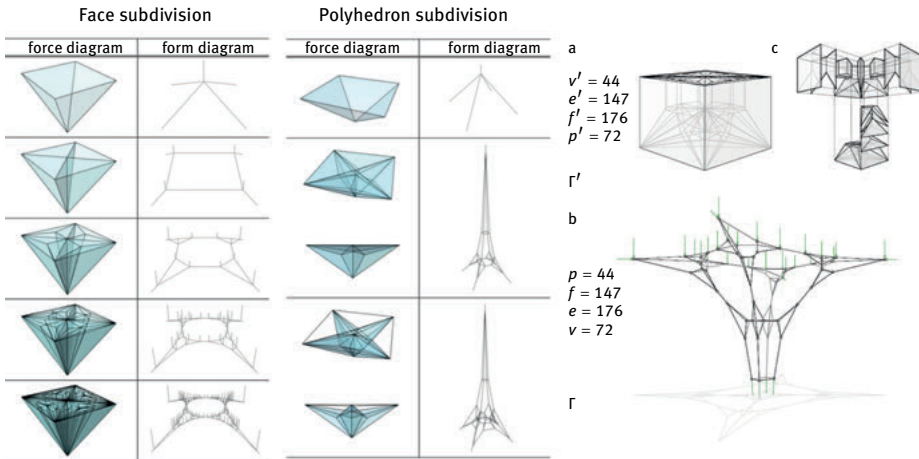 Face subdivision
force diagram form diagram
Polyhedron subdivision
force diagram form diagram
a
v′ = 44
e′ = 147
f′ = 176
p′ = 72
Γ′
c
b
p = 44
f = 147
e = 176
v = 72
Γ